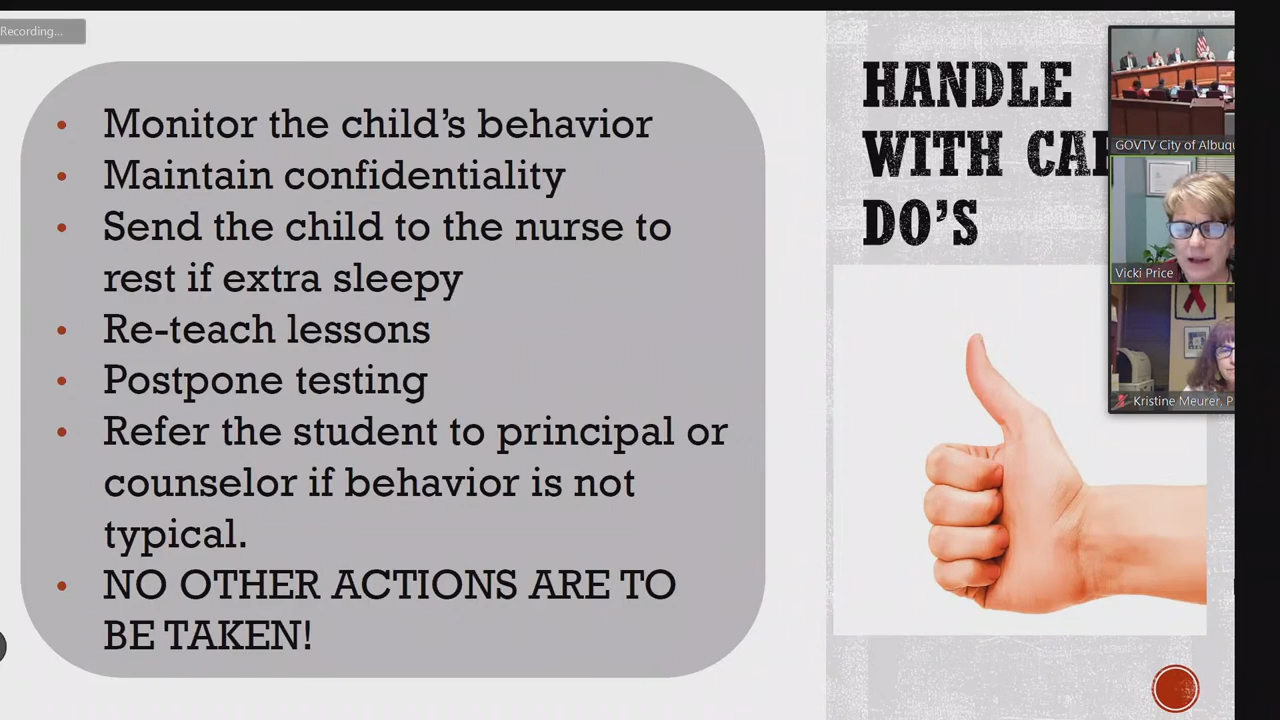 Recording...
• Monitor the child's behavior
• Maintain confidentiality
• Send the child to the nurse to
rest if extra sleepy
• Re-teach lessons
• Postpone testing
• Refer the student to principal or
counselor if behavior is not
typical.
• NO OTHER ACTIONS ARE TO
BE TAKEN!
HANDLE
WITH
DO'S
GOVTV City of
Vicki Price
Kristine Meurer, P